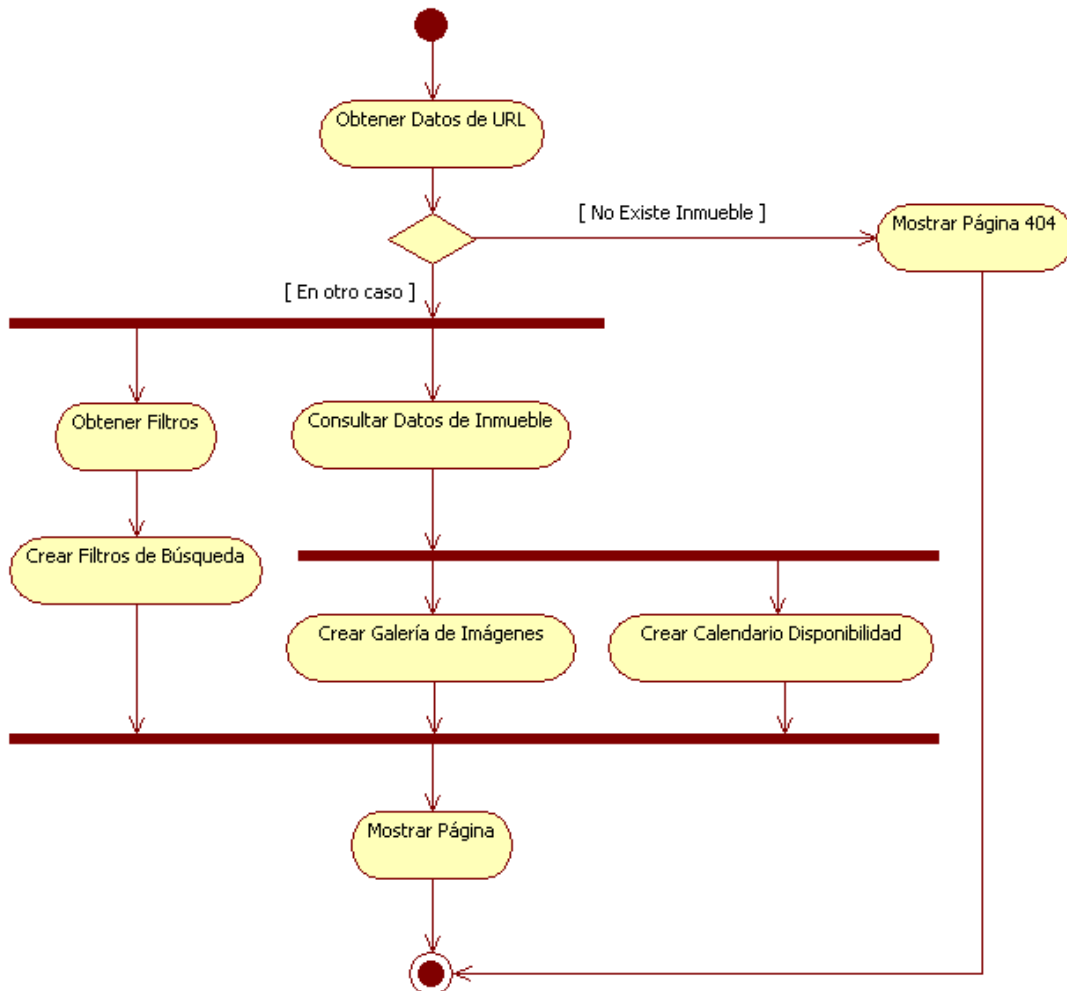 Obtener Datos de URL
[ No Existe Inmueble ]
Mostrar Página 404
[ En otro caso ]
Obtener Filtros
Consultar Datos de Inmueble
Crear Filtros de Búsqueda
Crear Galería de Imágenes
Crear Calendario Disponibilidad
Mostrar Página